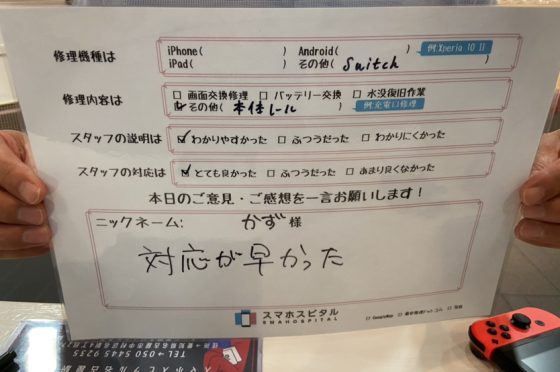 修理機種は
iPhone( ) Android( ) 例:Xperia 10 II
iPad( ) その他( Switch )
修理内容は
□ 画面交換修理 □ バッテリー交換 □ 水没復旧作業
☑ その他( 本体レール ) 例:充電口修理
スタッフの説明は
☑ わかりやすかった □ ふつうだった □ わかりにくかった
スタッフの対応は
☑ とても良かった □ ふつうだった □ あまり良くなかった
本日のご意見・ご感想を一言お願いします!
ニックネーム: かず 様
対応が早かった
スマホスピタル
SMAHOSPITAL
□ GoogleMap
TEL→050 5445 9235